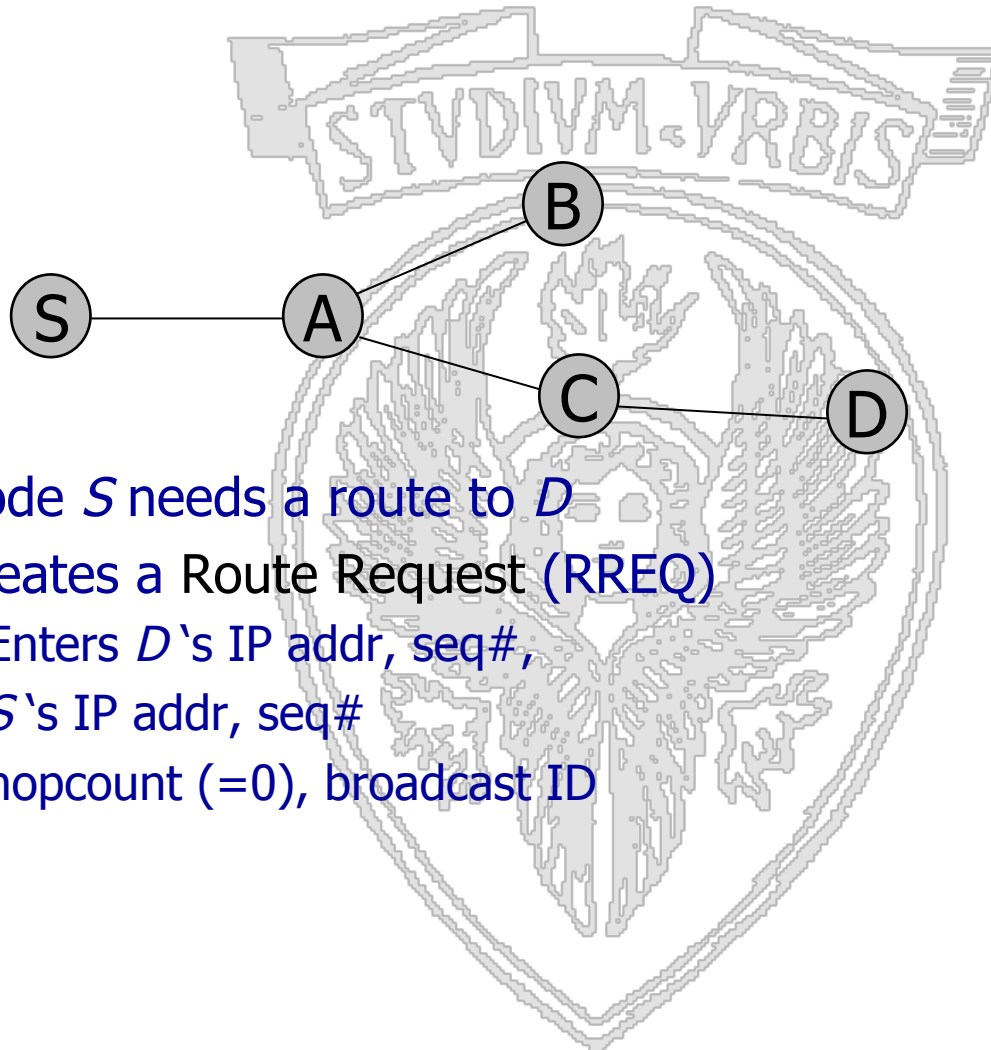 STVDIVM VRBIS
B
S
A
C
D
ode S needs a route to D
eates a Route Request (RREQ)
Enters D ‵s IP addr, seq#,
S ‵s IP addr, seq#
hopcount (=0), broadcast ID